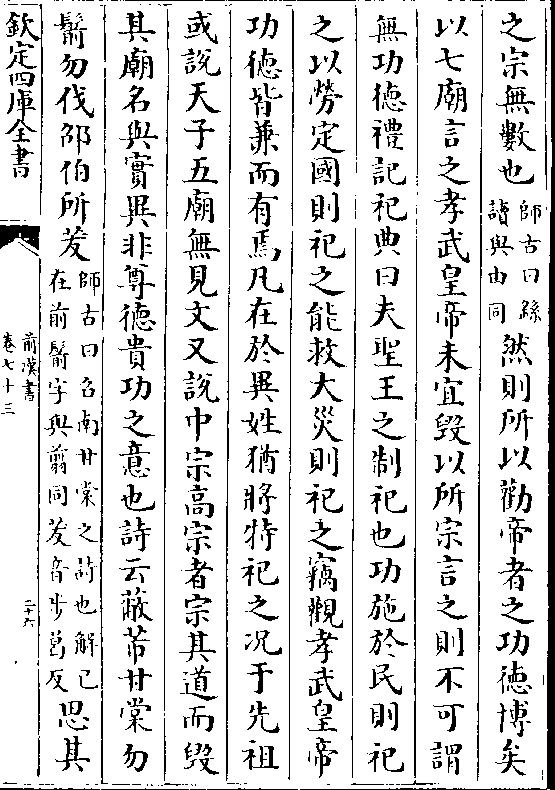 之宗無數也師古曰繇讀與由同然則所以勸帝者之功徳博矣
以七廟言之孝武皇帝未宜毀以所宗言之則不可謂
無功徳禮記祀典曰夫聖王之制祀也功施於民則祀
之以勞定國則祀之能救大災則祀之竊觀孝武皇帝
功徳皆兼而有焉凡在於異姓猶將特祀之况于先祖
或說天子五廟無見文又說中宗髙宗者宗其道而毀
其廟名與實異非尊徳貴功之意也詩云蔽芾甘棠勿
鬋勿伐邵伯所茇師古曰召南甘棠之詩也解已在前鬋字與翦同茇音步葛反思其
欽定四庫全書
前漢書
卷七十三
二十六